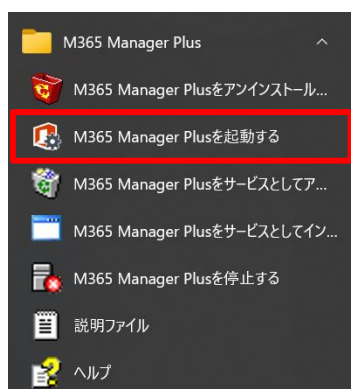 M365 Manager Plus
M365 Manager Plusをアンインストール...
M365 Manager Plusを起動する
M365 Manager Plusをサービスとしてア...
M365 Manager Plusをサービスとしてイン...
M365 Manager Plusを停止する
説明ファイル
ヘルプ